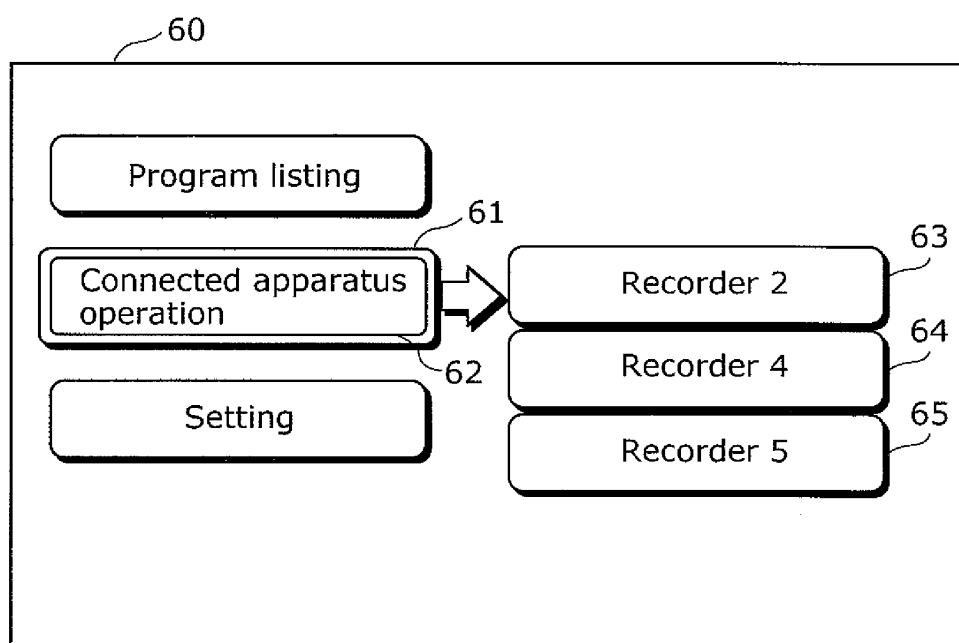 60
Program listing
61
Connected apparatus
operation
62
Setting
Recorder 2
63
Recorder 4
64
Recorder 5
65